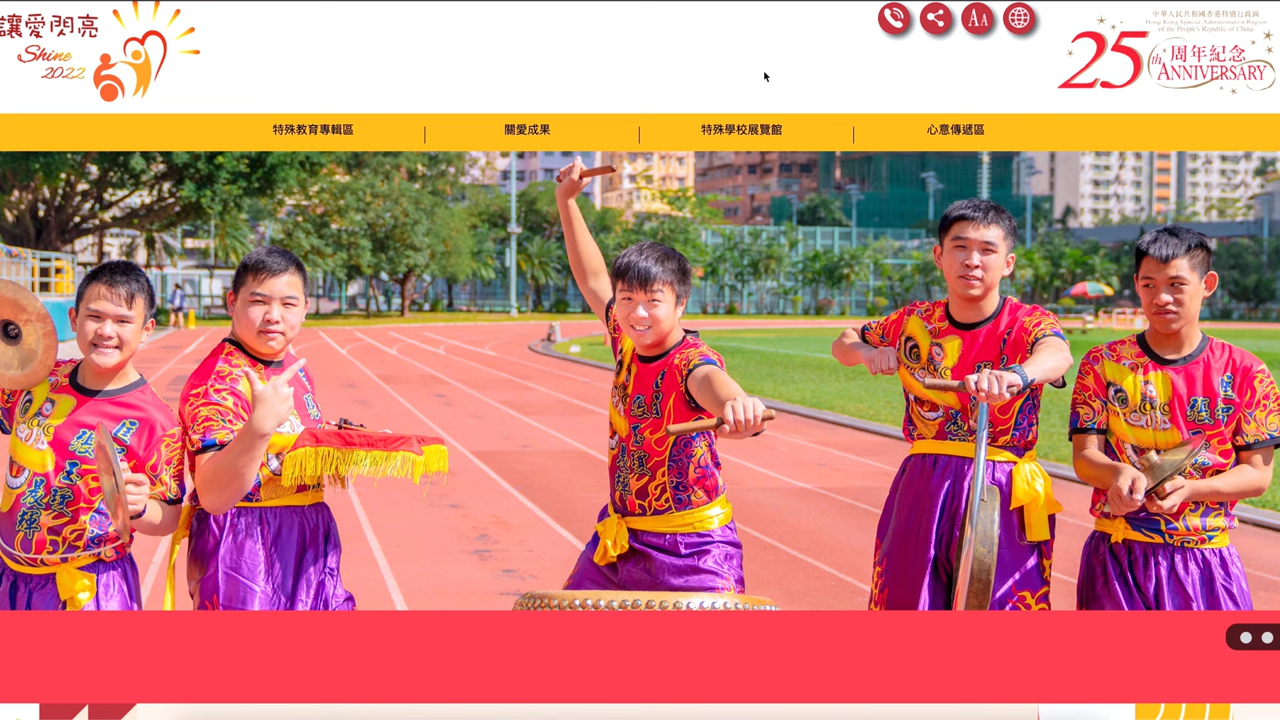 讓愛閃亮
Shine
2022
AA
中華人民共和國香港特別行政區
Hong Kong Special Administrative Region
of the People's Republic of China
25th
周年紀念
ANNIVERSARY
特殊教育專輯區
關愛成果
特殊學校展覽館
心意傳遞區